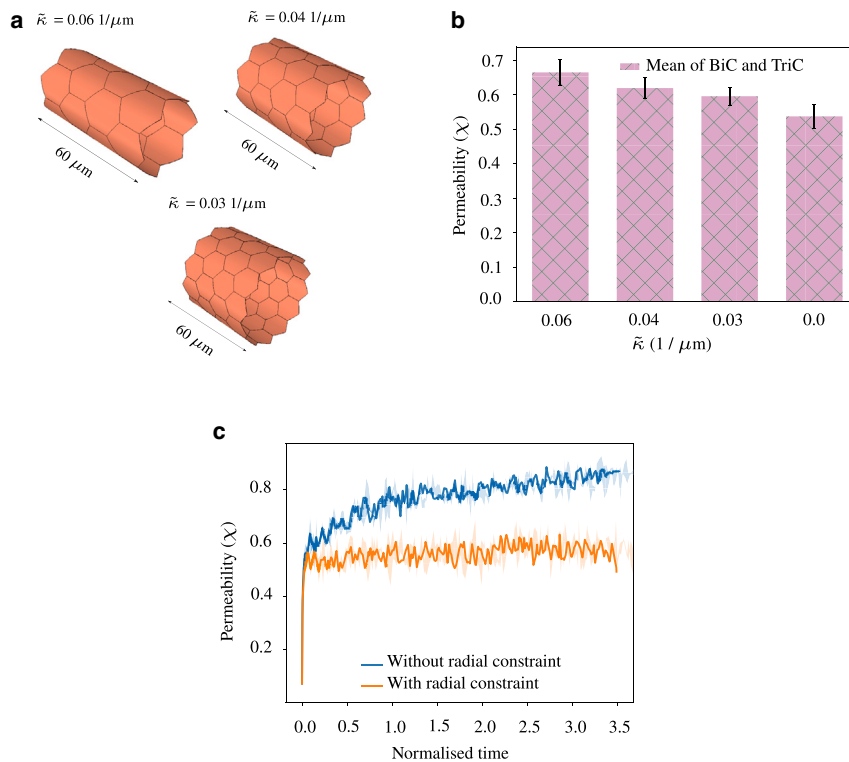 a
κ̃ = 0.06 1/μm
κ̃ = 0.04 1/μm
60 μm
60 μm
κ̃ = 0.03 1/μm
60 μm
b
Permeability (χ)
0.7
0.6
0.5
0.4
0.3
0.2
0.1
0.0
Mean of BiC and TriC
0.06 0.04 0.03 0.0
κ̃ (1 / μm)
c
Permeability (χ)
0.8
0.6
0.4
0.2
Without radial constraint
With radial constraint
0.0 0.5 1.0 1.5 2.0 2.5 3.0 3.5
Normalised time